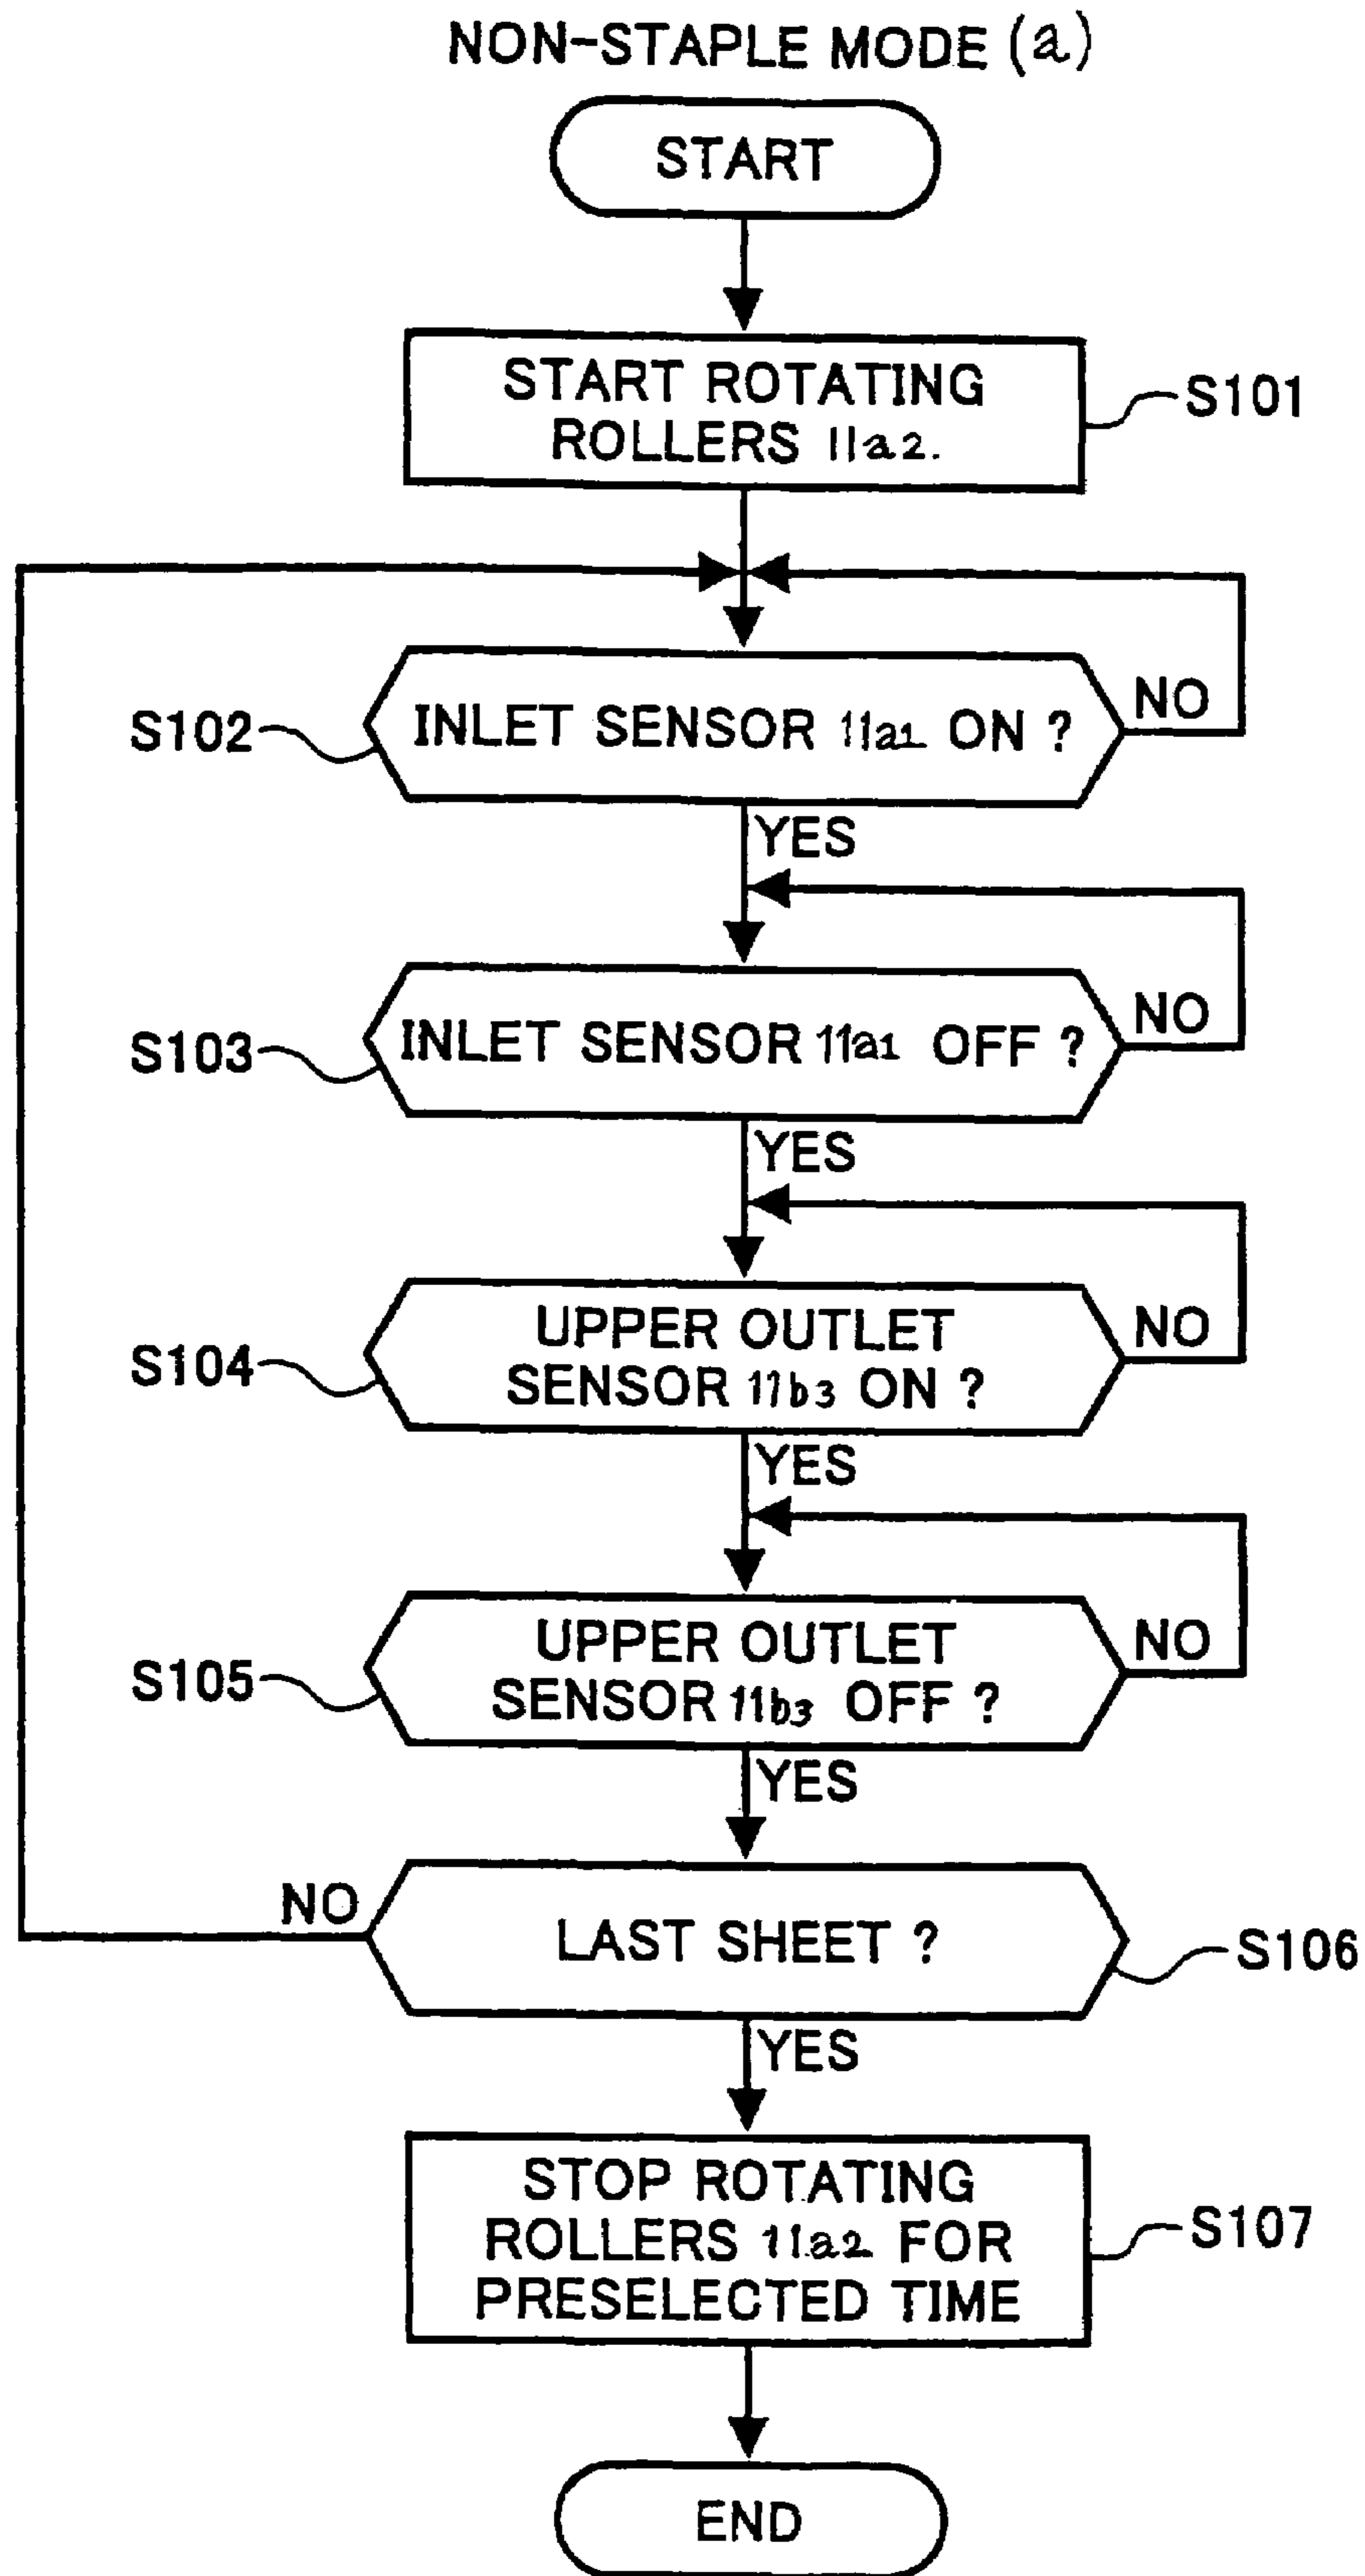 NON-STAPLE MODE (a)
START
START ROTATING
ROLLERS 11a2.
S101
INLET SENSOR 11a1 ON ?
NO
S102
YES
INLET SENSOR 11a1 OFF ?
NO
S103
YES
UPPER OUTLET
SENSOR 11b3 ON ?
NO
S104
YES
UPPER OUTLET
SENSOR 11b3 OFF ?
NO
S105
YES
NO
LAST SHEET ?
S106
YES
STOP ROTATING
ROLLERS 11a2 FOR
PRESELECTED TIME
S107
END